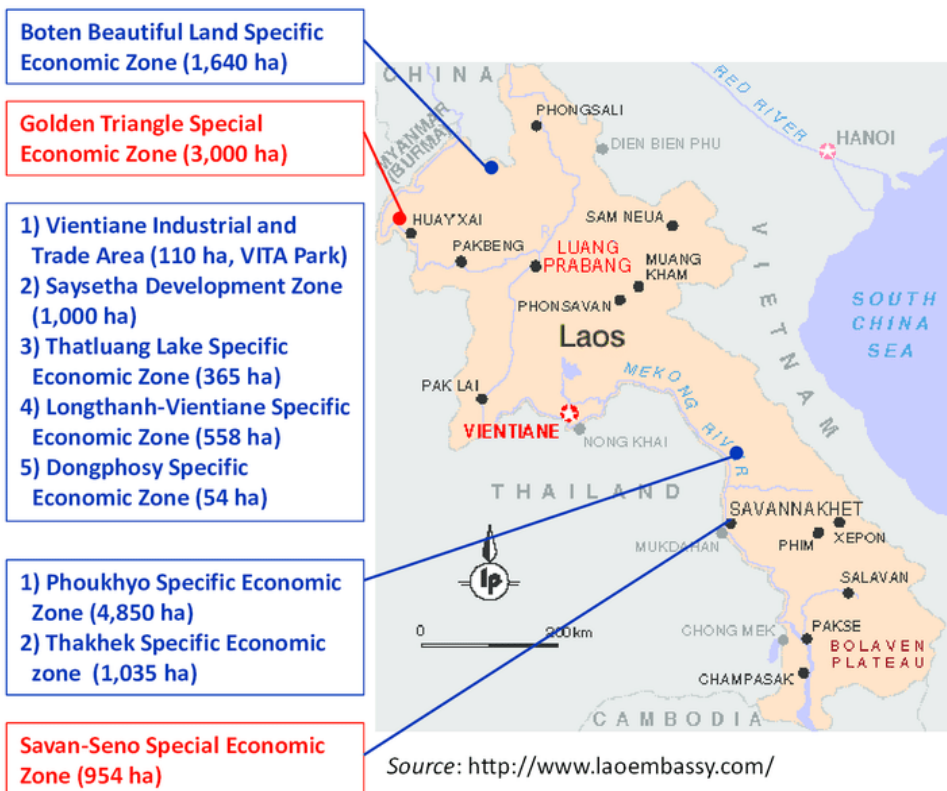 Boten Beautiful Land Specific
Economic Zone (1,640 ha)
Golden Triangle Special
Economic Zone (3,000 ha)
1) Vientiane Industrial and
Trade Area (110 ha, VITA Park)
2) Saysetha Development Zone
(1,000 ha)
3) Thatluang Lake Specific
Economic Zone (365 ha)
4) Longthanh-Vientiane Specific
Economic Zone (558 ha)
5) Dongphosy Specific
Economic Zone (54 ha)
1) Phoukhyo Specific Economic
Zone (4,850 ha)
2) Thakhek Specific Economic
zone (1,035 ha)
Savan-Seno Special Economic
Zone (954 ha)
CHINA
MYANMAR
(BURMA)
PHONGSALI
DIEN BIEN PHU
RED RIVER
HANOI
HUAY XAI
PAKBENG
LUANG
PRABANG
SAM NEUA
MUANG
KHAM
PHONSAVAN
Laos
VIETNAM
SOUTH
CHINA
SEA
PAK LAI
VIENTIANE
NONG KHAI
MEKONG RIVER
THAILAND
SAVANNAKHET
MUKDAHAN
PHIM
XEPON
SALAVAN
lp
0
200 km
CHONG MEK
PAKSE
BOLAVEN
PLATEAU
CHAMPASAK
CAMBODIA
Source: http://www.laoembassy.com/